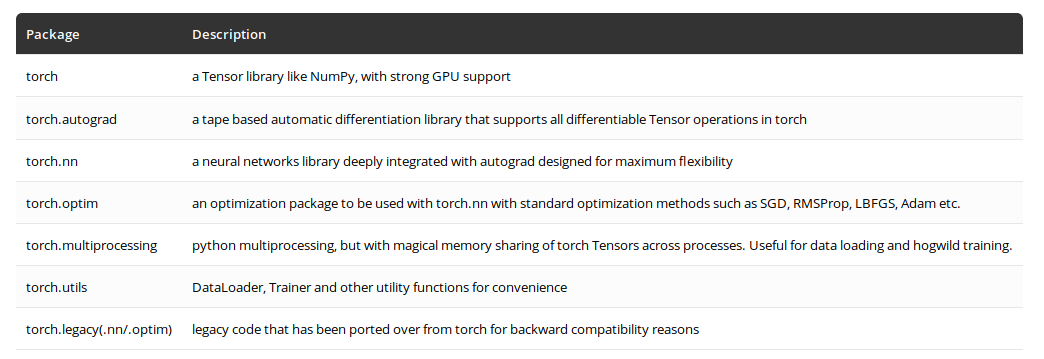 Package Description
torch a Tensor library like NumPy, with strong GPU support
torch.autograd a tape based automatic differentiation library that supports all differentiable Tensor operations in torch
torch.nn a neural networks library deeply integrated with autograd designed for maximum flexibility
torch.optim an optimization package to be used with torch.nn with standard optimization methods such as SGD, RMSProp, LBFGS, Adam etc.
torch.multiprocessing python multiprocessing, but with magical memory sharing of torch Tensors across processes. Useful for data loading and hogwild training.
torch.utils DataLoader, Trainer and other utility functions for convenience
torch.legacy(.nn/.optim) legacy code that has been ported over from torch for backward compatibility reasons